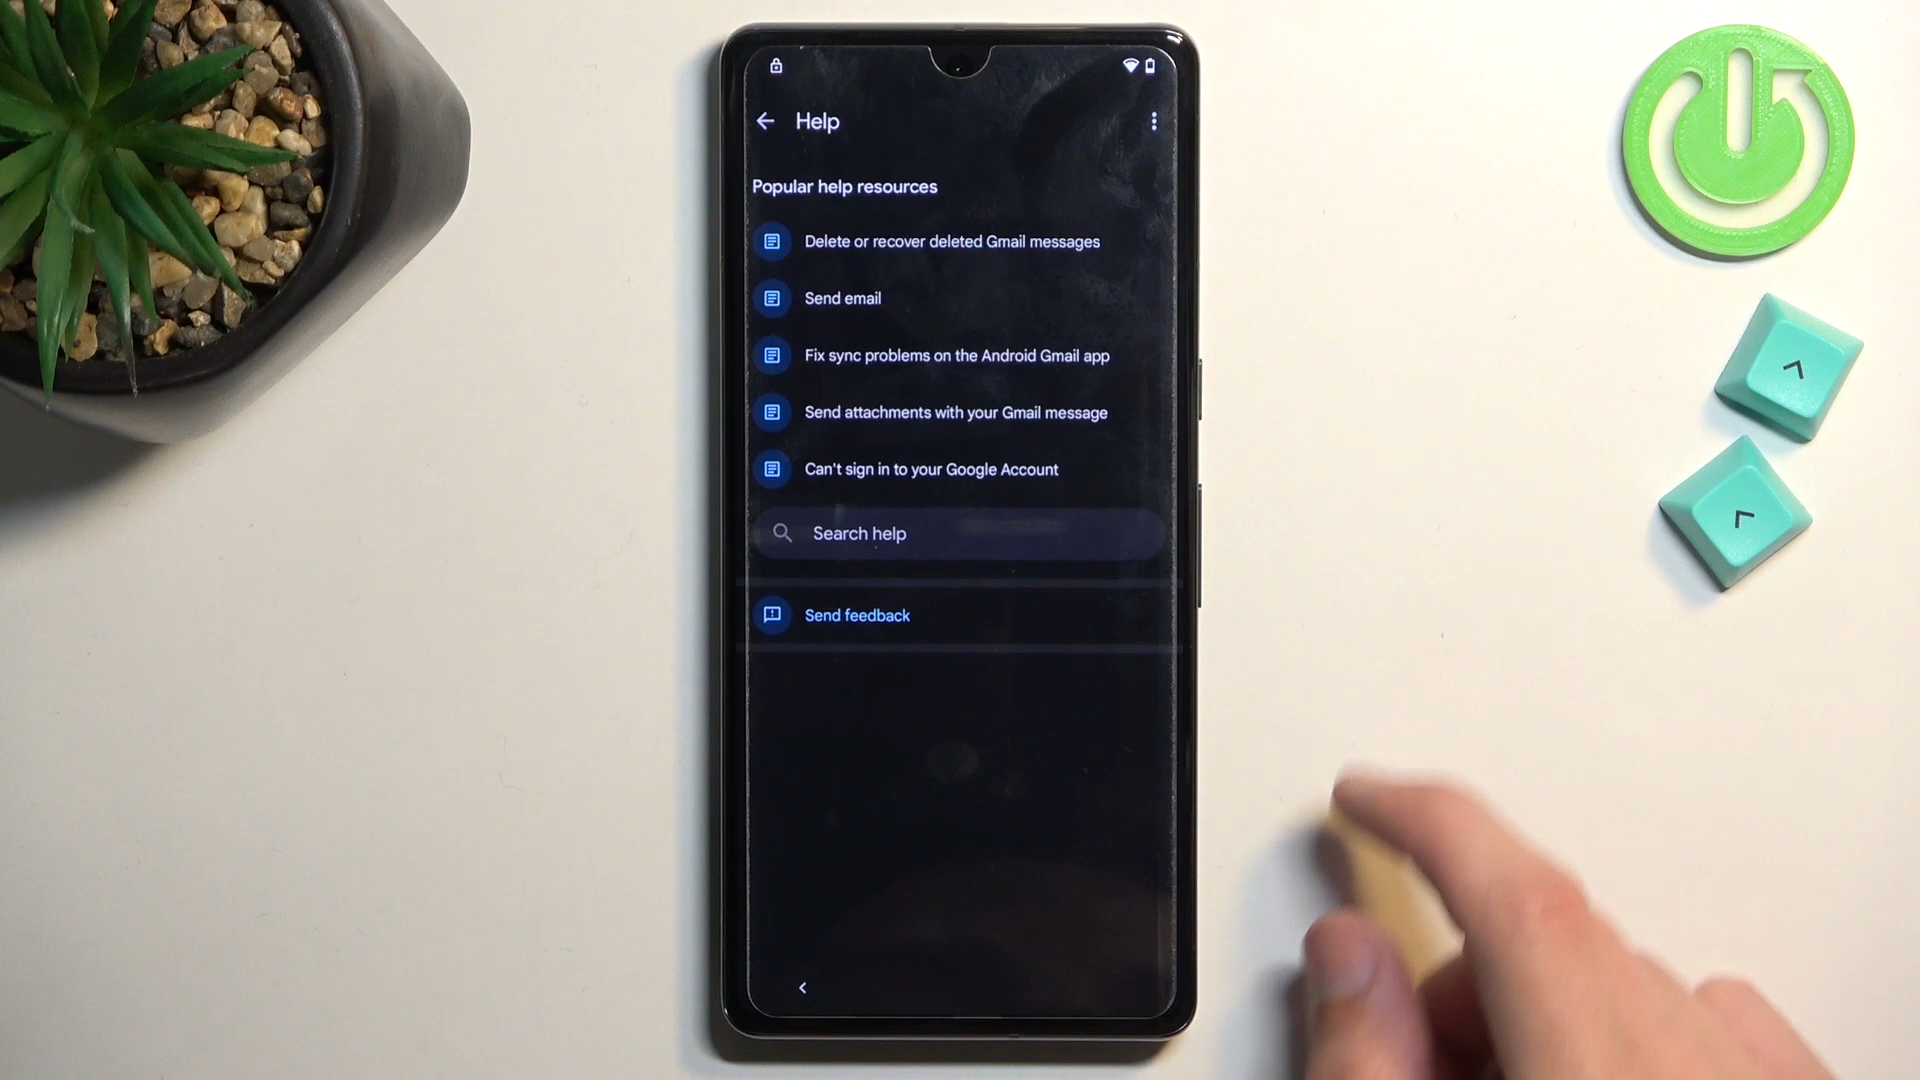 Help
Popular help resources
Delete or recover deleted Gmail messages
Send email
Fix sync problems on the Android Gmail app
Send attachments with your Gmail message
Can't sign in to your Google Account
Search help
Send feedback